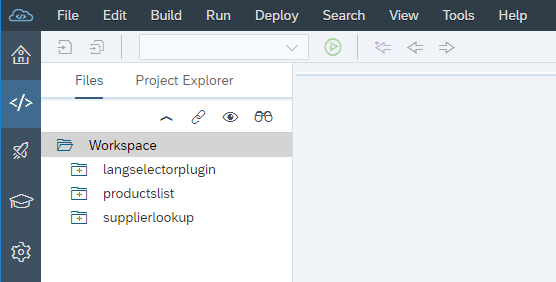 File Edit Build Run Deploy Search View Tools Help
Files Project Explorer
Workspace
langselectorplugin
productslist
supplierlookup